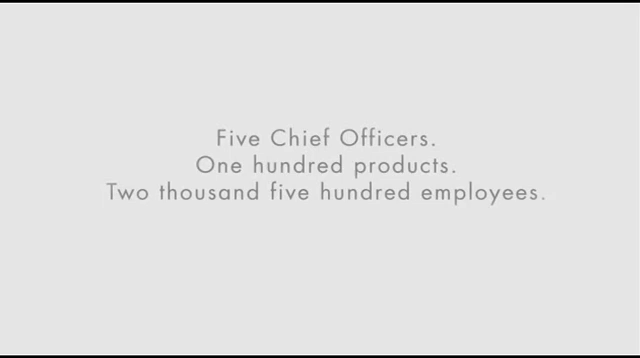 Five Chief Officers.
One hundred products.
Two thousand five hundred employees.